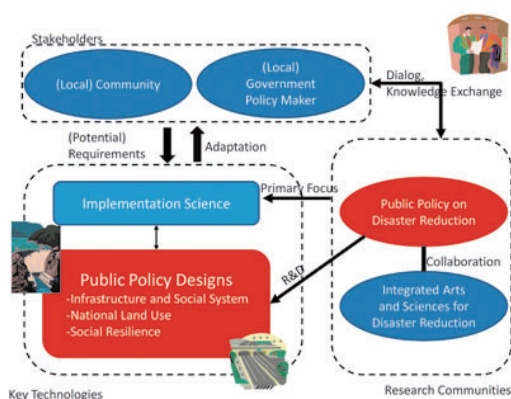 Stakeholders
(Local) Community
(Local)
Government
Policy Maker
Dialog,
Knowledge Exchange
(Potential)
Requirements
Adaptation
Implementation Science
Primary Focus
Public Policy on
Disaster Reduction
R&D
Collaboration
Public Policy Designs
-Infrastructure and Social System
-National Land Use
-Social Resilience
Integrated Arts
and Sciences for
Disaster Reduction
Key Technologies
Research Communities